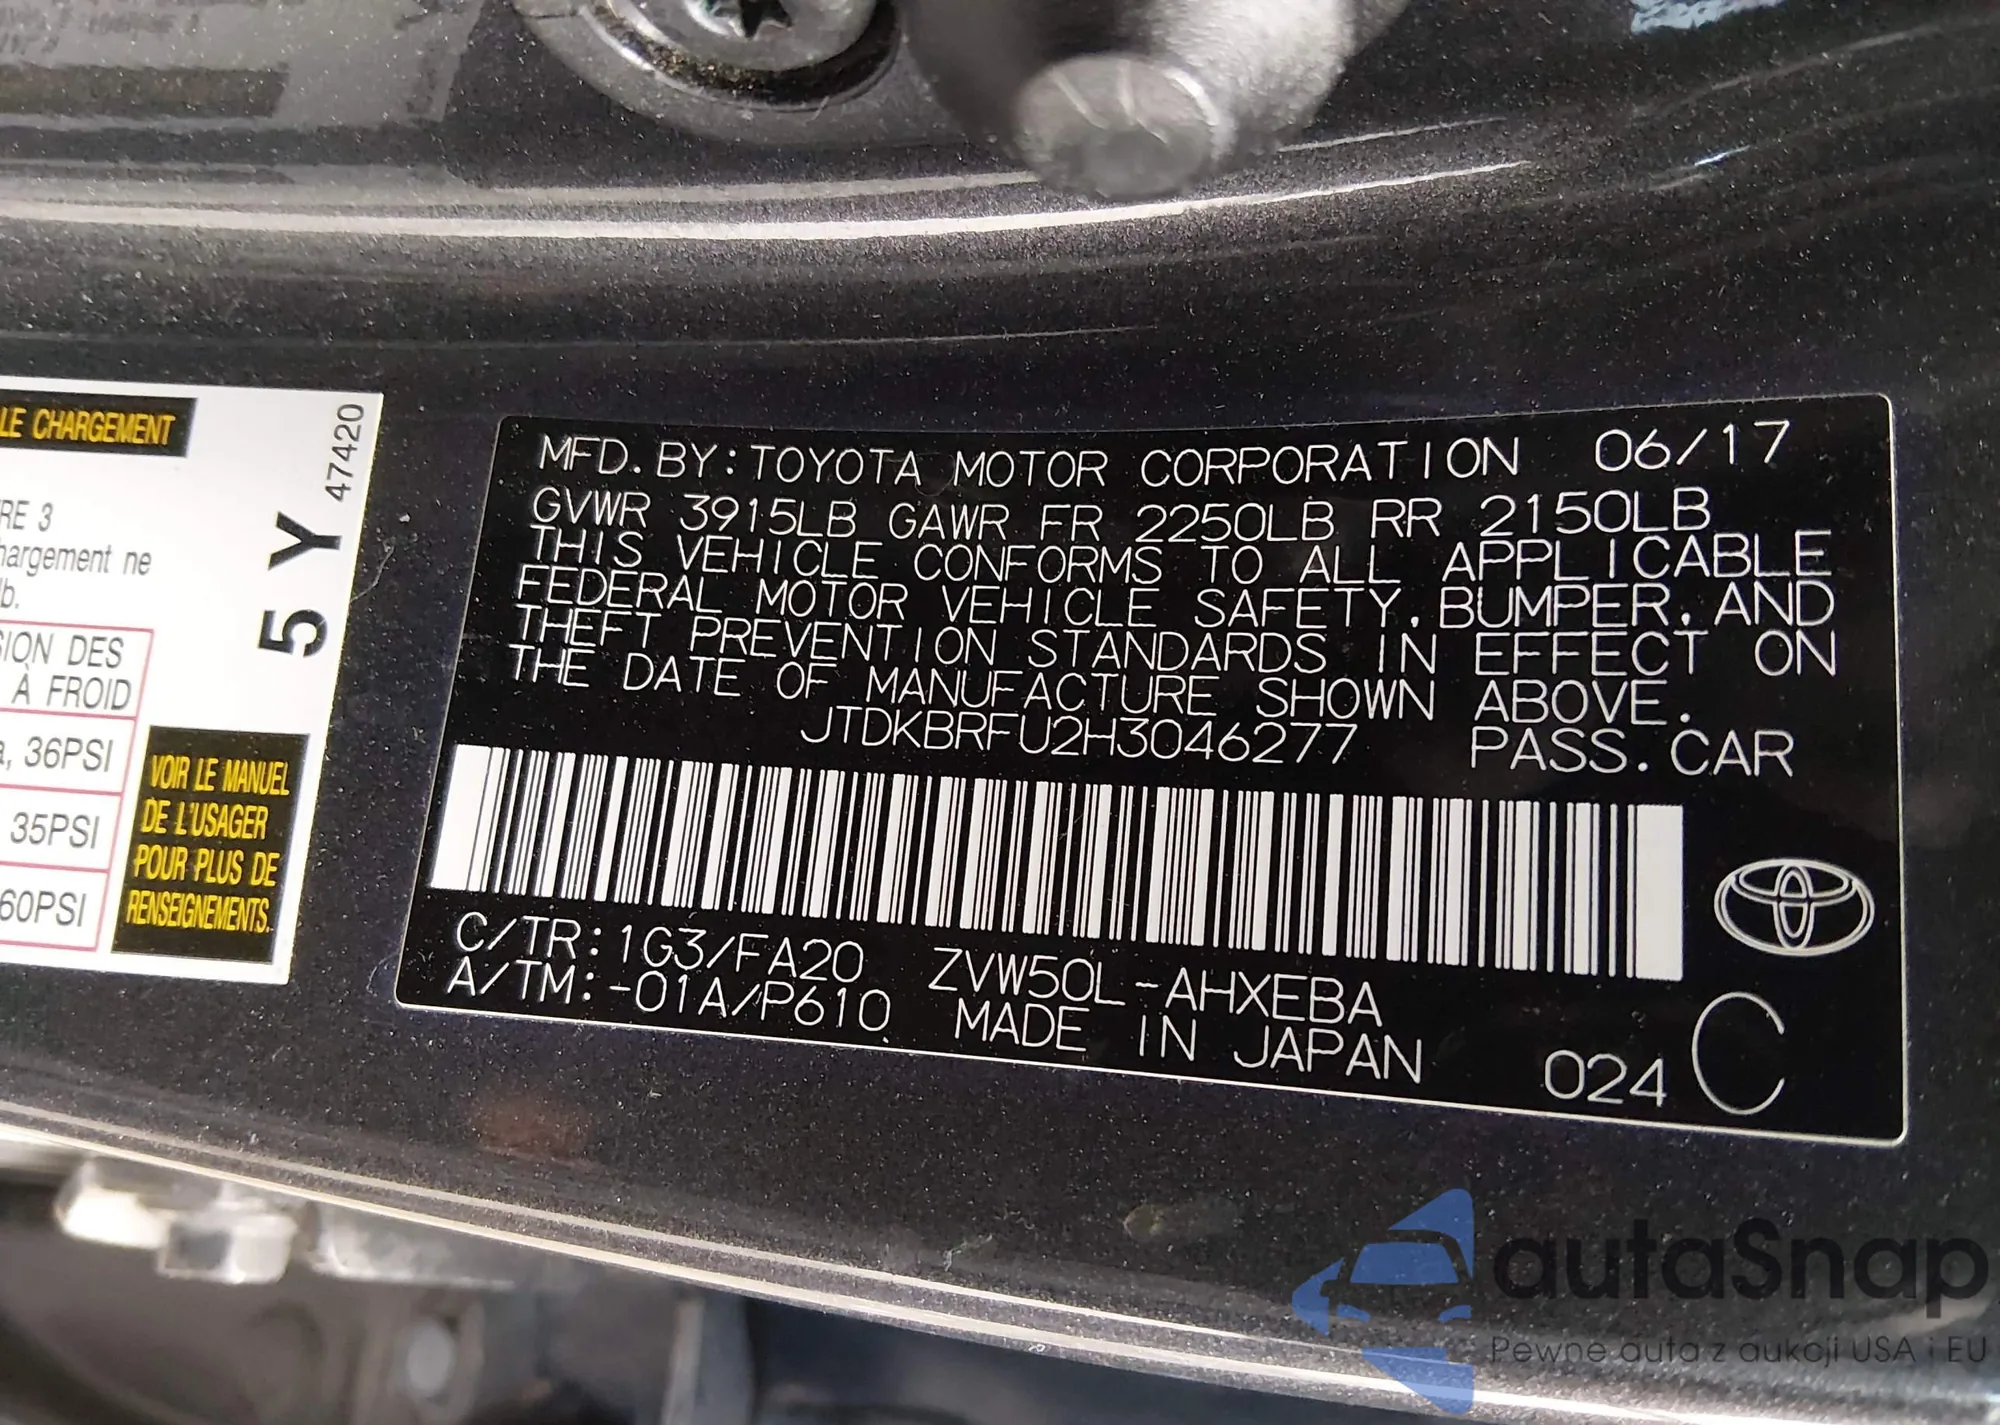 LE CHARGEMENT
RE 3
hargement ne
lb.
SION DES
À FROID
a, 36PSI
35PSI
60PSI
VOIR LE MANUEL
DE L'USAGER
POUR PLUS DE
RENSEIGNEMENTS.
5Y
47420
MFD. BY: TOYOTA MOTOR CORPORATION 06/17
GVWR 3915LB GAWR FR 2250LB RR 2150LB
THIS VEHICLE CONFORMS TO ALL APPLICABLE
FEDERAL MOTOR VEHICLE SAFETY, BUMPER, AND
THEFT PREVENTION STANDARDS IN EFFECT ON
THE DATE OF MANUFACTURE SHOWN ABOVE.
JTDKBRFU2H3046277 PASS. CAR
C/TR: 1G3/FA20 ZVW50L-AHXEBA
A/TM: -01A/P610 MADE IN JAPAN 024 C
autaSnap
Pewne auta z aukcji USA i EU